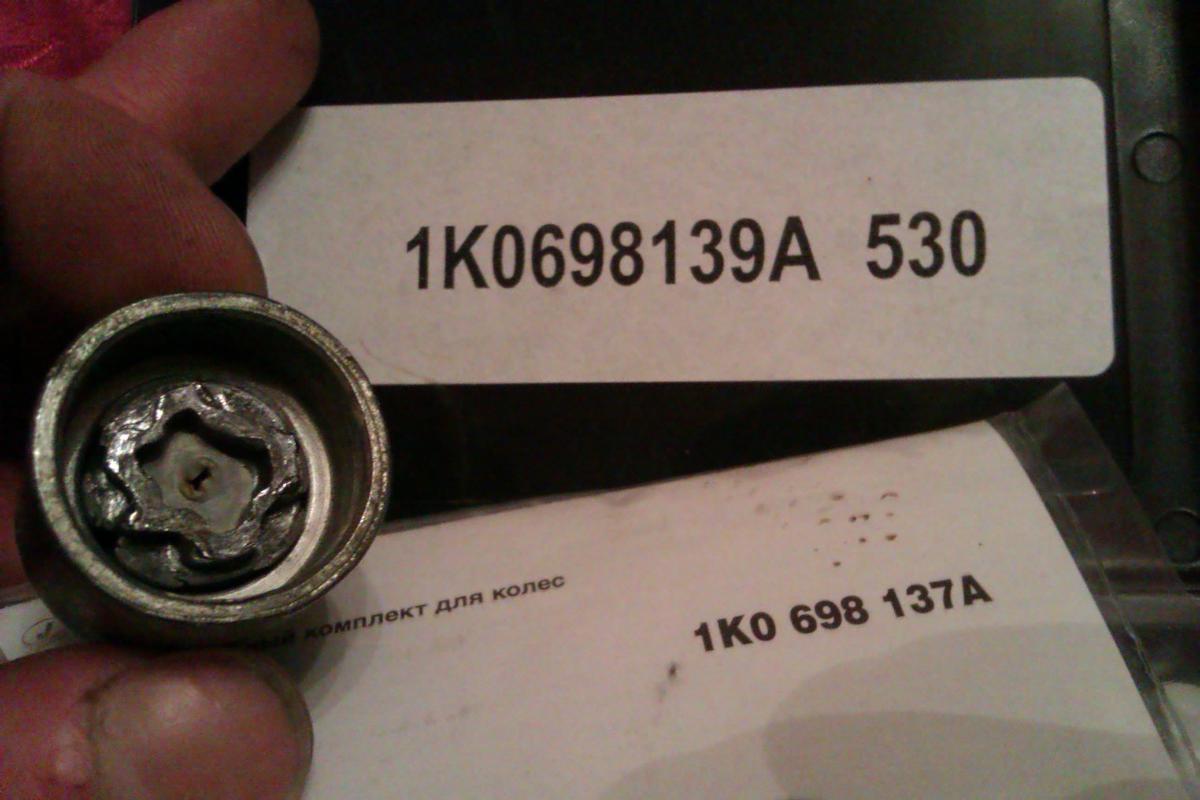 1K0698139A 530
комплект для колес
1K0 698 137A